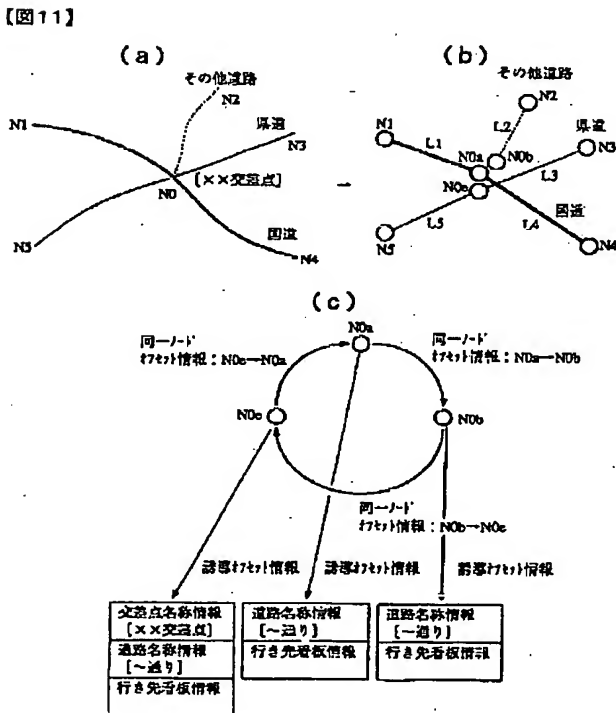 【図11】
(a)
(b)
その他道路
N2
N1
県道
N3
N0
[××交差点]
N5
国道
N4
その他道路
N2
N1
L2
県道
L1
N0a
N0b
N3
N0c
L3
国道
L5
L4
N5
N4
(c)
N0a
同一ノード
オフセット情報:N0c→N0a
同一ノード
オフセット情報:N0a→N0b
N0c
N0b
同一ノード
オフセット情報:N0b→N0c
誘導オフセット情報
誘導オフセット情報
誘導オフセット情報
交差点名称情報
[××交差点]
道路名称情報
[~通り]
行き先看板情報
道路名称情報
[~通り]
行き先看板情報
道路名称情報
[~通り]
行き先看板情報